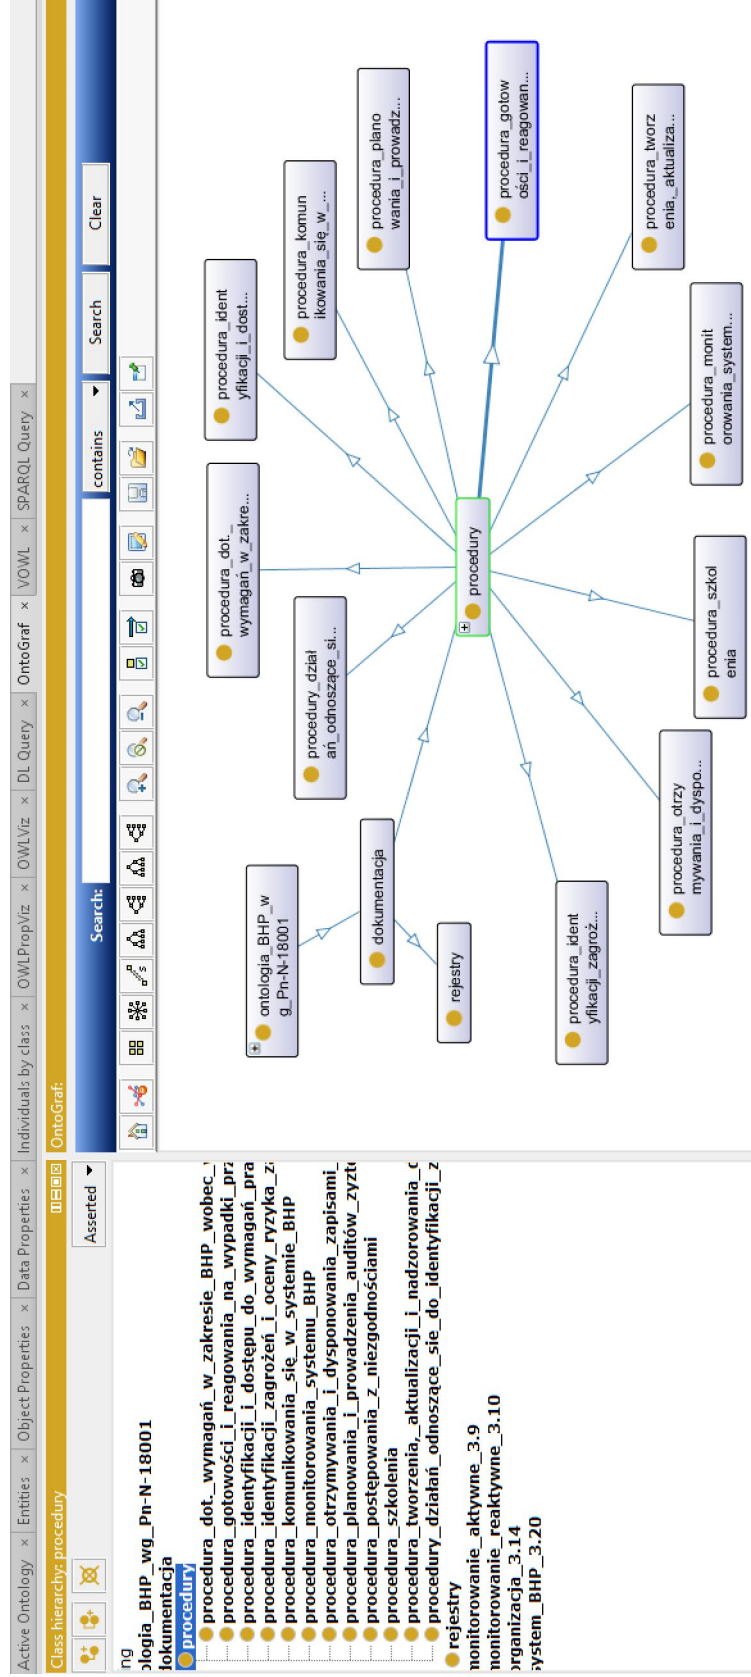 Active Ontology × Entities × Object Properties × Data Properties × Individuals by class × OWLPropViz × OWLViz × DL Query × OntoGraf × VOWL × SPARQL Query ×
Class hierarchy: procedury
Asserted
ng
ologia_BHP_wg_Pn-N-18001
dokumentacja
procedury
procedura_dot._wymagań_w_zakresie_BHP_wobec_
procedura_gotowości_i_reagowania_na_wypadki_prz
procedura_identyfikacji_i_dostępu_do_wymagań_pra
procedura_identyfikacji_zagrożeń_i_oceny_ryzyka_z
procedura_komunikowania_się_w_systemie_BHP
procedura_monitorowania_systemu_BHP
procedura_otrzymywania_i_dysponowania_zapisami_
procedura_planowania_i_prowadzenia_auditów_zyzte
procedura_postępowania_z_niezgodnościami
procedura_szkolenia
procedura_tworzenia,_aktualizacji_i_nadzorowania_d
procedury_działań_odnoszące_sie_do_identyfikacji_z
rejestry
monitorowanie_aktywne_3.9
monitorowanie_reaktywne_3.10
organizacja_3.14
system_BHP_3.20
OntoGraf:
Search:
contains
Search
Clear
procedura_ident
yfikacji_i_dost...
procedura_komun
ikowania_się_w_...
procedura_plano
wania_i_prowadz...
procedura_gotow
ości_i_reagowan...
procedura_dot._
wymagań_w_zakre...
procedury_dział
ań_odnoszące_si...
procedura_tworz
enia,_aktualiza...
procedura_monit
orowania_system...
procedury
ontologia_BHP_w
g_Pn-N-18001
dokumentacja
rejestry
procedura_szkol
enia
procedura_otrzy
mywania_i_dyspo...
procedura_ident
yfikacji_zagroż...